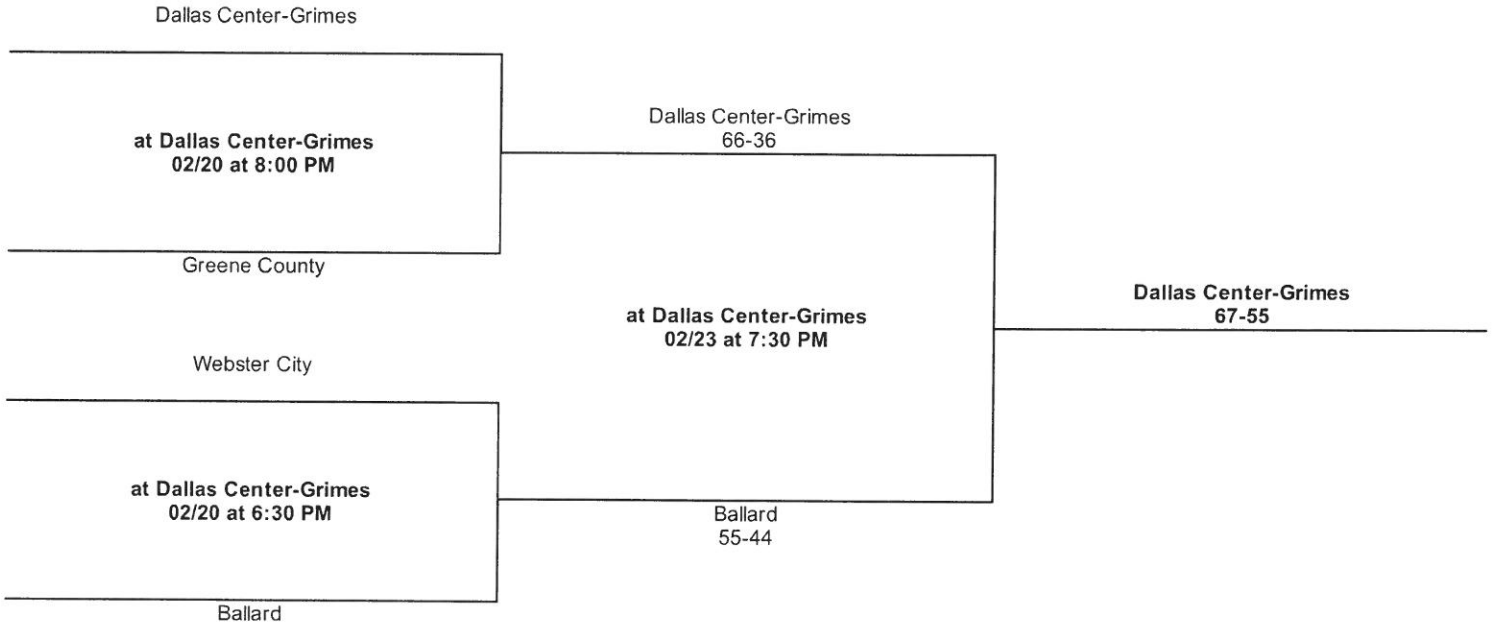 Dallas Center-Grimes
at Dallas Center-Grimes
02/20 at 8:00 PM
Greene County
Webster City
at Dallas Center-Grimes
02/20 at 6:30 PM
Ballard
Dallas Center-Grimes
66-36
at Dallas Center-Grimes
02/23 at 7:30 PM
Ballard
55-44
Dallas Center-Grimes
67-55